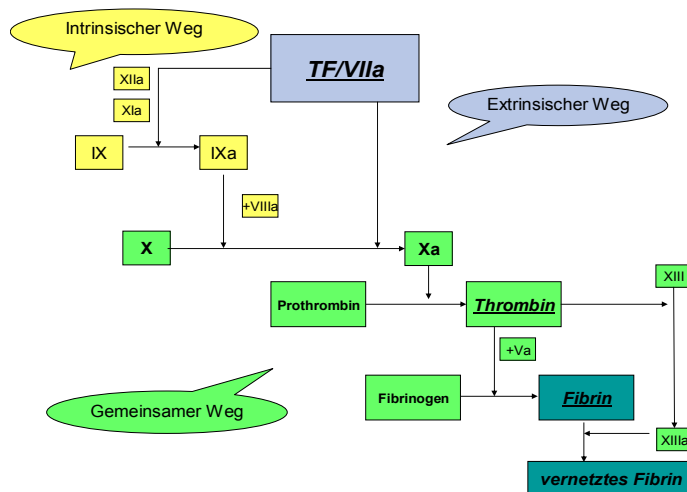 Intrinsischer Weg
TF/VIIa
XIIa
XIa
Extrinsischer Weg
IX
IXa
+VIIIa
X
Xa
XIII
Prothrombin
Thrombin
+Va
Fibrinogen
Fibrin
Gemeinsamer Weg
XIIIa
vernetztes Fibrin